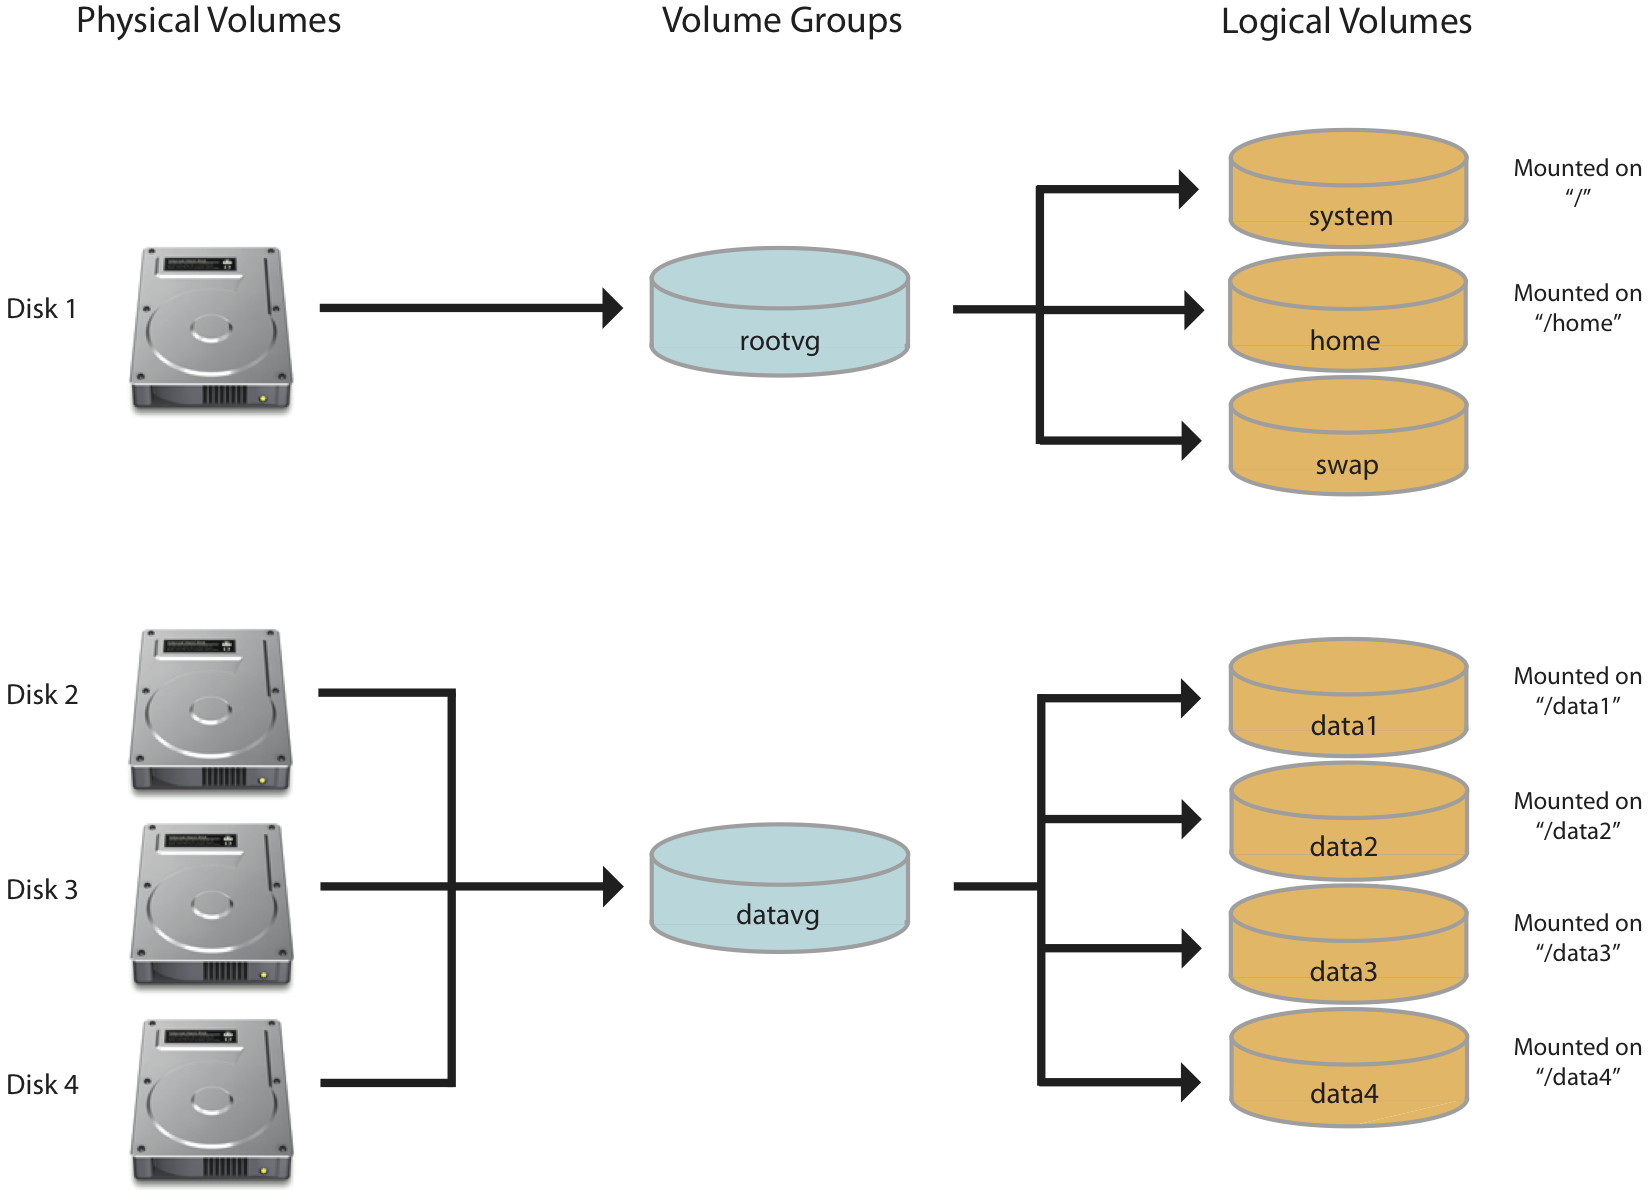 Physical Volumes
Volume Groups
Logical Volumes
Disk 1
rootvg
system
Mounted on
“/”
home
Mounted on
“/home”
swap
Disk 2
Disk 3
Disk 4
datavg
data1
Mounted on
“/data1”
data2
Mounted on
“/data2”
data3
Mounted on
“/data3”
data4
Mounted on
“/data4”